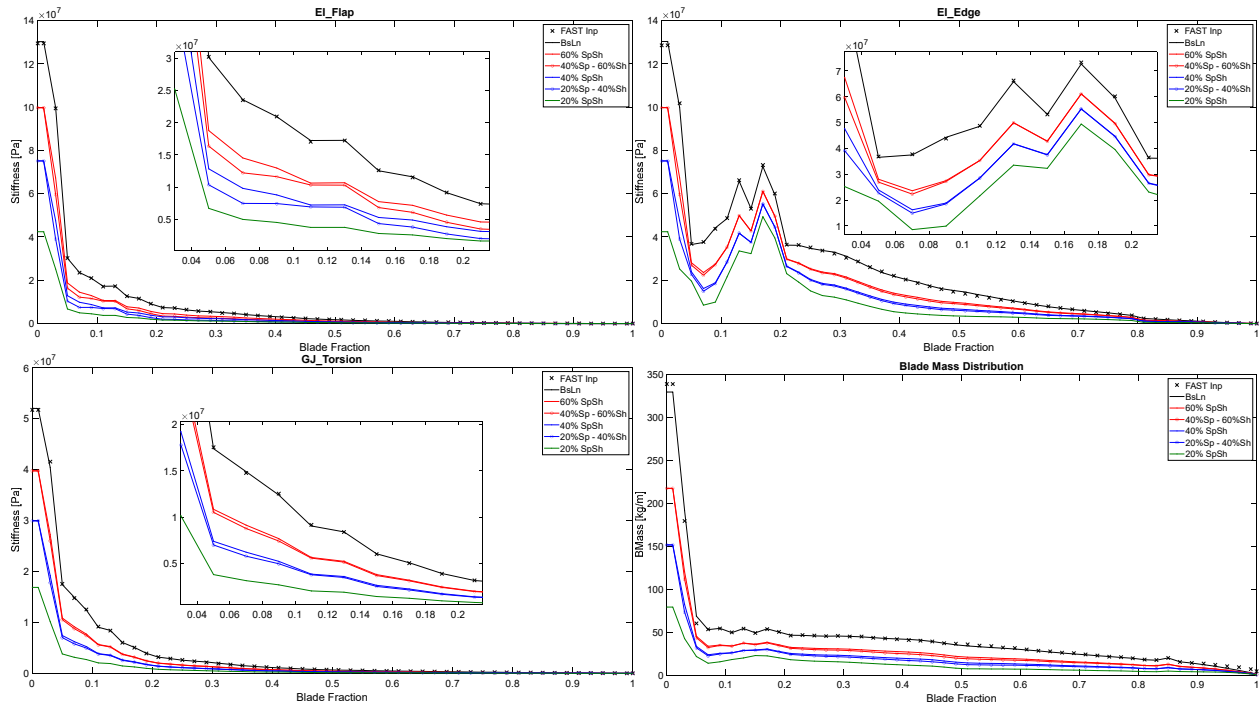 EI_Flap
×10⁷
14
12
10
8
6
4
2
0
Stiffness [Pa]
0 0.1 0.2 0.3 0.4 0.5 0.6 0.7 0.8 0.9 1
Blade Fraction
×10⁷
3
2.5
2
1.5
1
0.5
0.04 0.06 0.08 0.10 0.12 0.14 0.16 0.18 0.2
FAST Inp
BsLn
60% SpSh
40%Sp - 60%Sh
40% SpSh
20%Sp - 40%Sh
20% SpSh
EI_Edge
×10⁷
14
12
10
8
6
4
2
0
Stiffness [Pa]
0 0.1 0.2 0.3 0.4 0.5 0.6 0.7 0.8 0.9 1
Blade Fraction
×10⁷
7
6
5
4
3
2
1
0.04 0.06 0.08 0.10 0.12 0.14 0.16 0.18 0.2
FAST Inp
BsLn
60% SpSh
40%Sp - 60%Sh
40% SpSh
20%Sp - 40%Sh
20% SpSh
GJ_Torsion
×10⁷
6
5
4
3
2
1
0
Stiffness [Pa]
0 0.1 0.2 0.3 0.4 0.5 0.6 0.7 0.8 0.9 1
Blade Fraction
×10⁷
2
1.5
1
0.5
0.04 0.06 0.08 0.10 0.12 0.14 0.16 0.18 0.2
FAST Inp
BsLn
60% SpSh
40%Sp - 60%Sh
40% SpSh
20%Sp - 40%Sh
20% SpSh
Blade Mass Distribution
350
300
250
200
150
100
50
0
BMass [kg/m]
0 0.1 0.2 0.3 0.4 0.5 0.6 0.7 0.8 0.9 1
Blade Fraction
FAST Inp
BsLn
60% SpSh
40%Sp - 60%Sh
40% SpSh
20%Sp - 40%Sh
20% SpSh